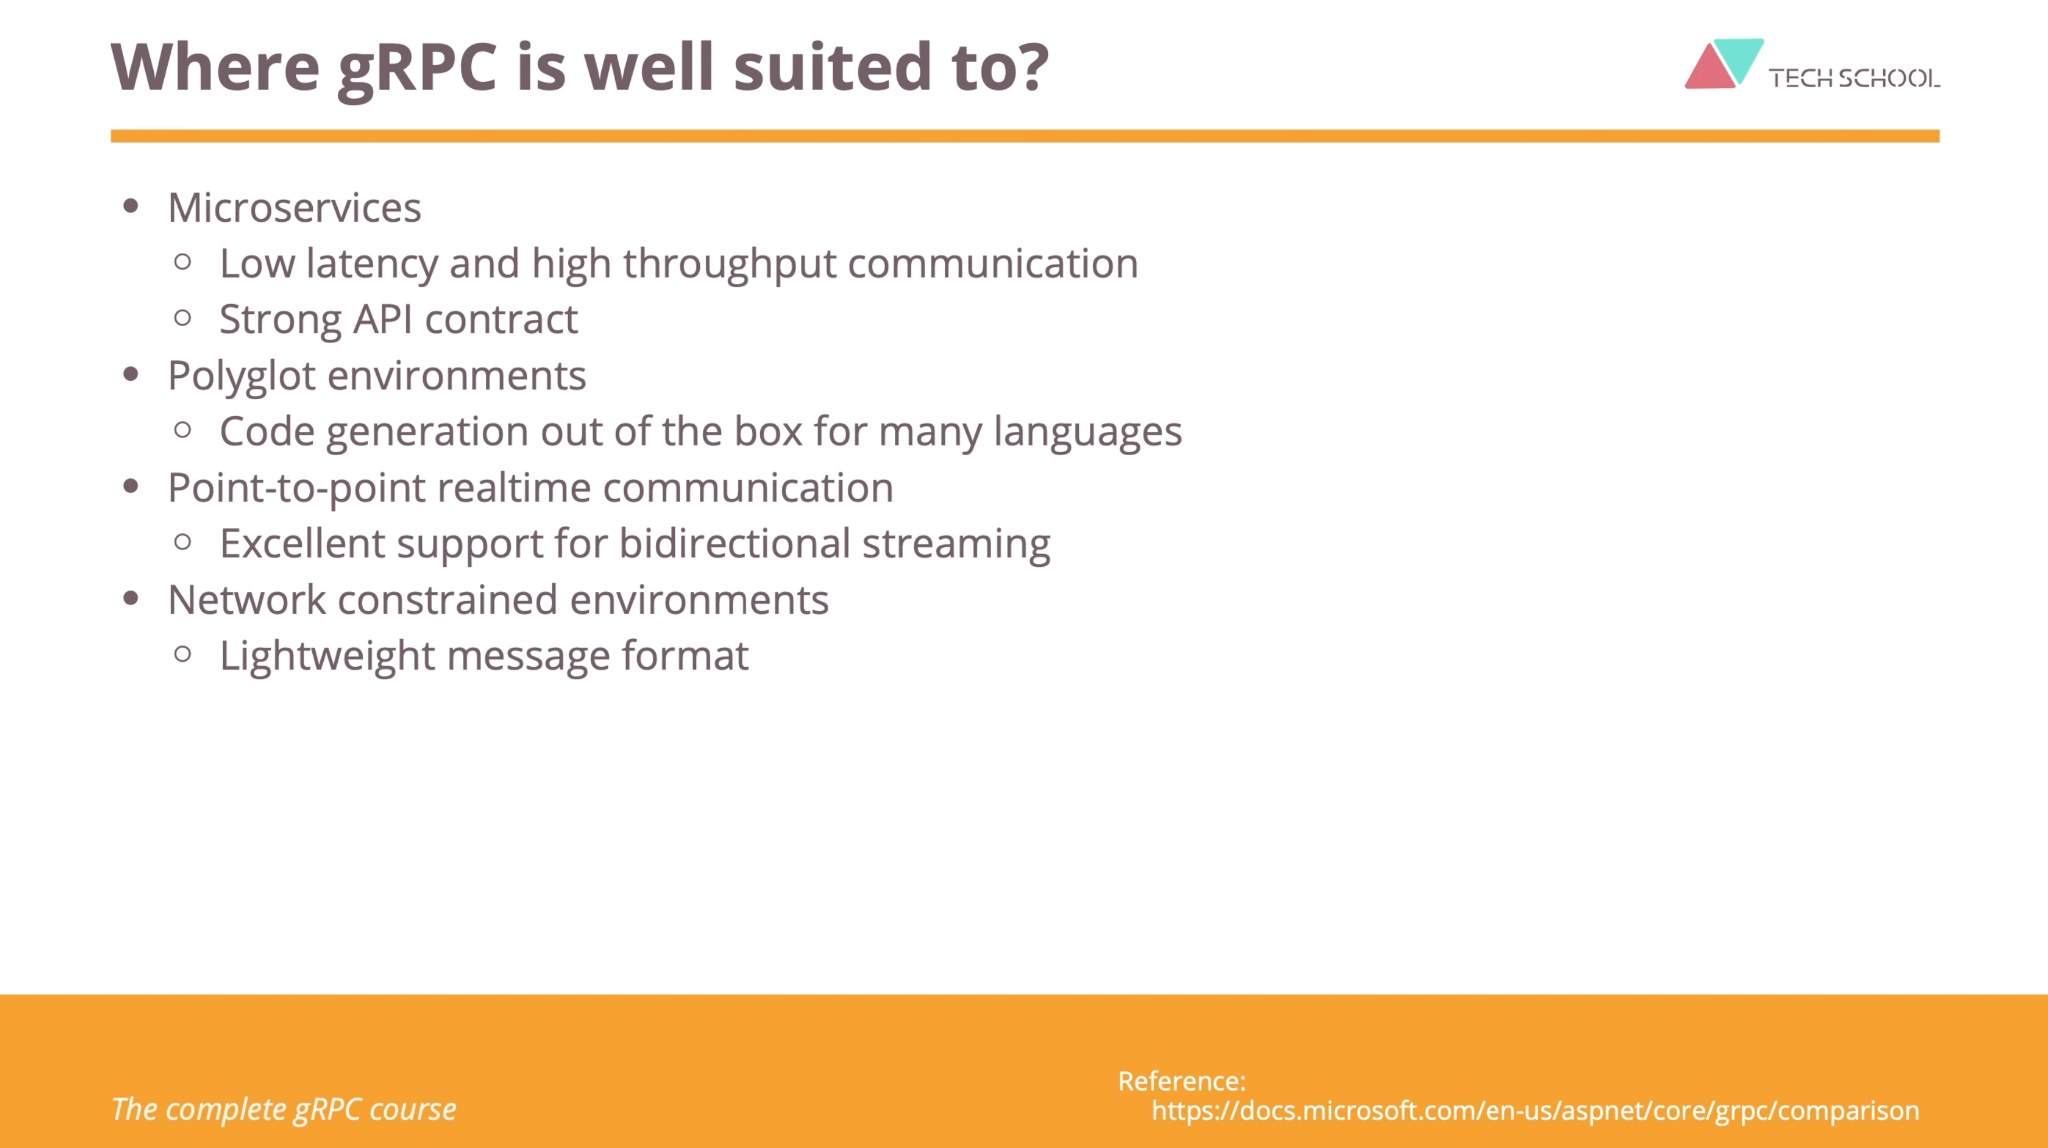 Where gRPC is well suited to?
TECH SCHOOL
• Microservices
○ Low latency and high throughput communication
○ Strong API contract
• Polyglot environments
○ Code generation out of the box for many languages
• Point-to-point realtime communication
○ Excellent support for bidirectional streaming
• Network constrained environments
○ Lightweight message format
The complete gRPC course
Reference:
https://docs.microsoft.com/en-us/aspnet/core/grpc/comparison